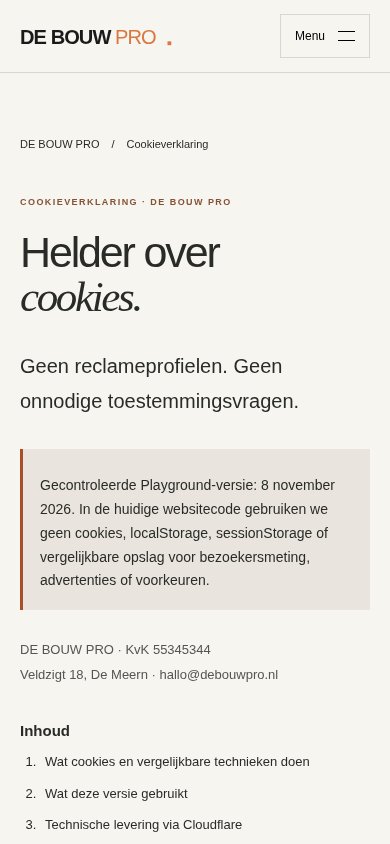 DE BOUW PRO .
Menu
DE BOUW PRO / Cookieverklaring
COOKIEVERKLARING · DE BOUW PRO
Helder over
cookies.
Geen reclameprofielen. Geen
onnodige toestemmingsvragen.
Gecontroleerde Playground-versie: 8 november
2026. In de huidige websitecode gebruiken we
geen cookies, localStorage, sessionStorage of
vergelijkbare opslag voor bezoekersmeting,
advertenties of voorkeuren.
DE BOUW PRO · KvK 55345344
Veldzigt 18, De Meern · hallo@debouwpro.nl
Inhoud
1. Wat cookies en vergelijkbare technieken doen
2. Wat deze versie gebruikt
3. Technische levering via Cloudflare